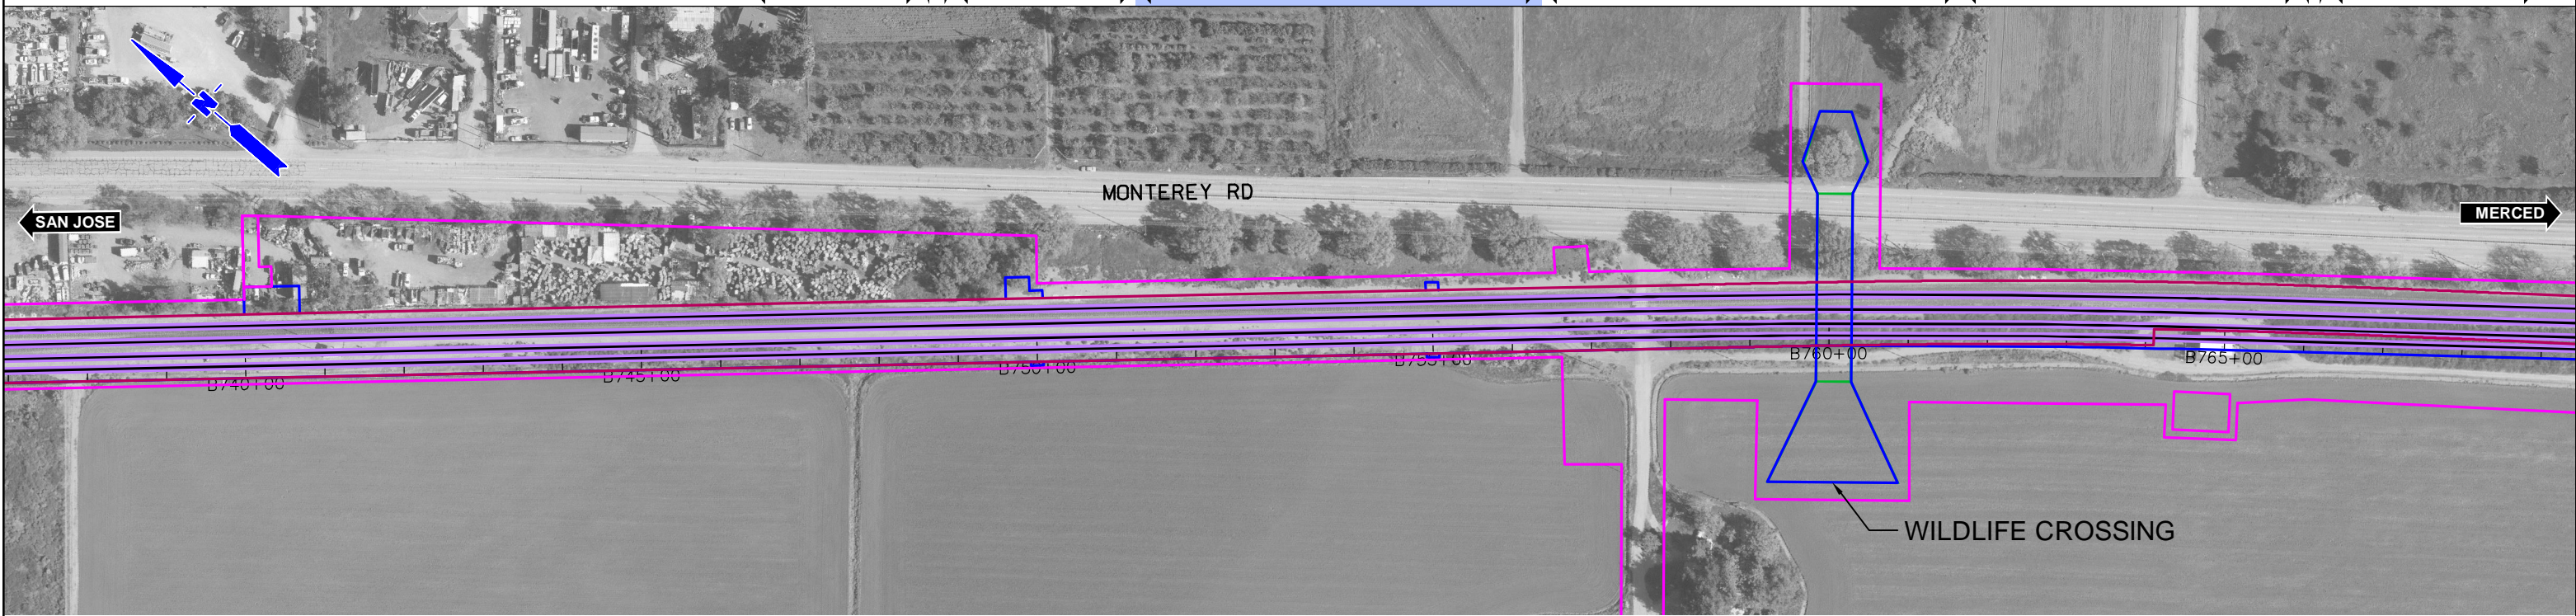 N
MONTEREY RD
SAN JOSE
MERCED
B740+00
B745+00
B750+00
B755+00
B760+00
B765+00
WILDLIFE CROSSING